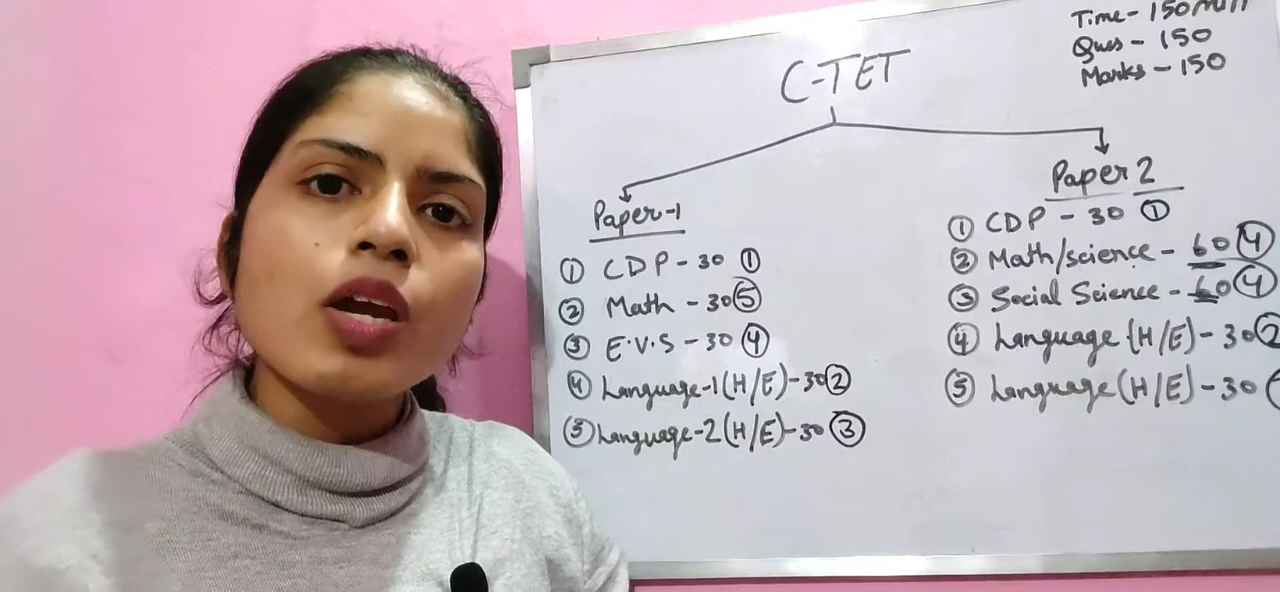 Time - 150 Min
Ques - 150
Marks - 150
C-TET
Paper-1
① CDP - 30 ①
② Math - 30 ⑤
③ E.V.S - 30 ④
④ Language-1 (H/E) - 30 ②
⑤ Language-2 (H/E) - 30 ③
Paper 2
① CDP - 30 ①
② Math/science - 60 ④
③ Social Science - 60 ④
④ Language (H/E) - 30 ②
⑤ Language (H/E) - 30